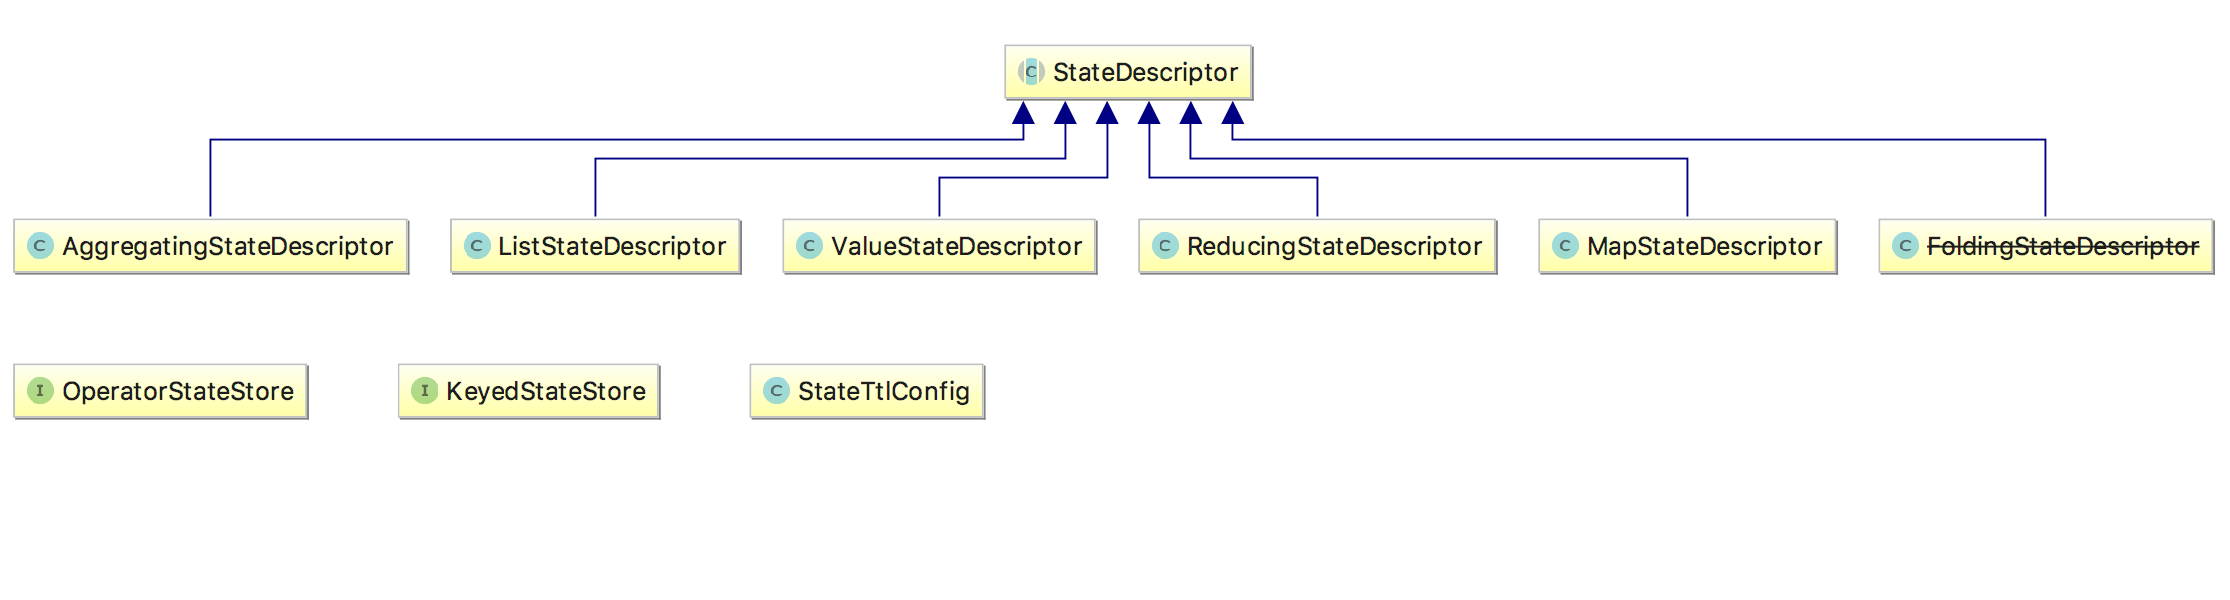 C StateDescriptor
C AggregatingStateDescriptor C ListStateDescriptor C ValueStateDescriptor C ReducingStateDescriptor C MapStateDescriptor C FoldingStateDescriptor
I OperatorStateStore I KeyedStateStore C StateTtlConfig